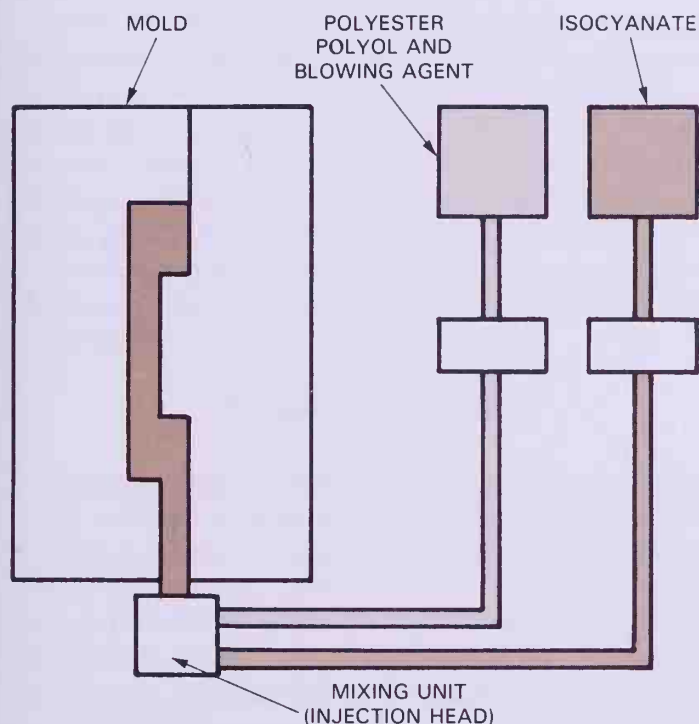 MOLD
POLYESTER
POLYOL AND
BLOWING AGENT
ISOCYANATE
MIXING UNIT
(INJECTION HEAD)